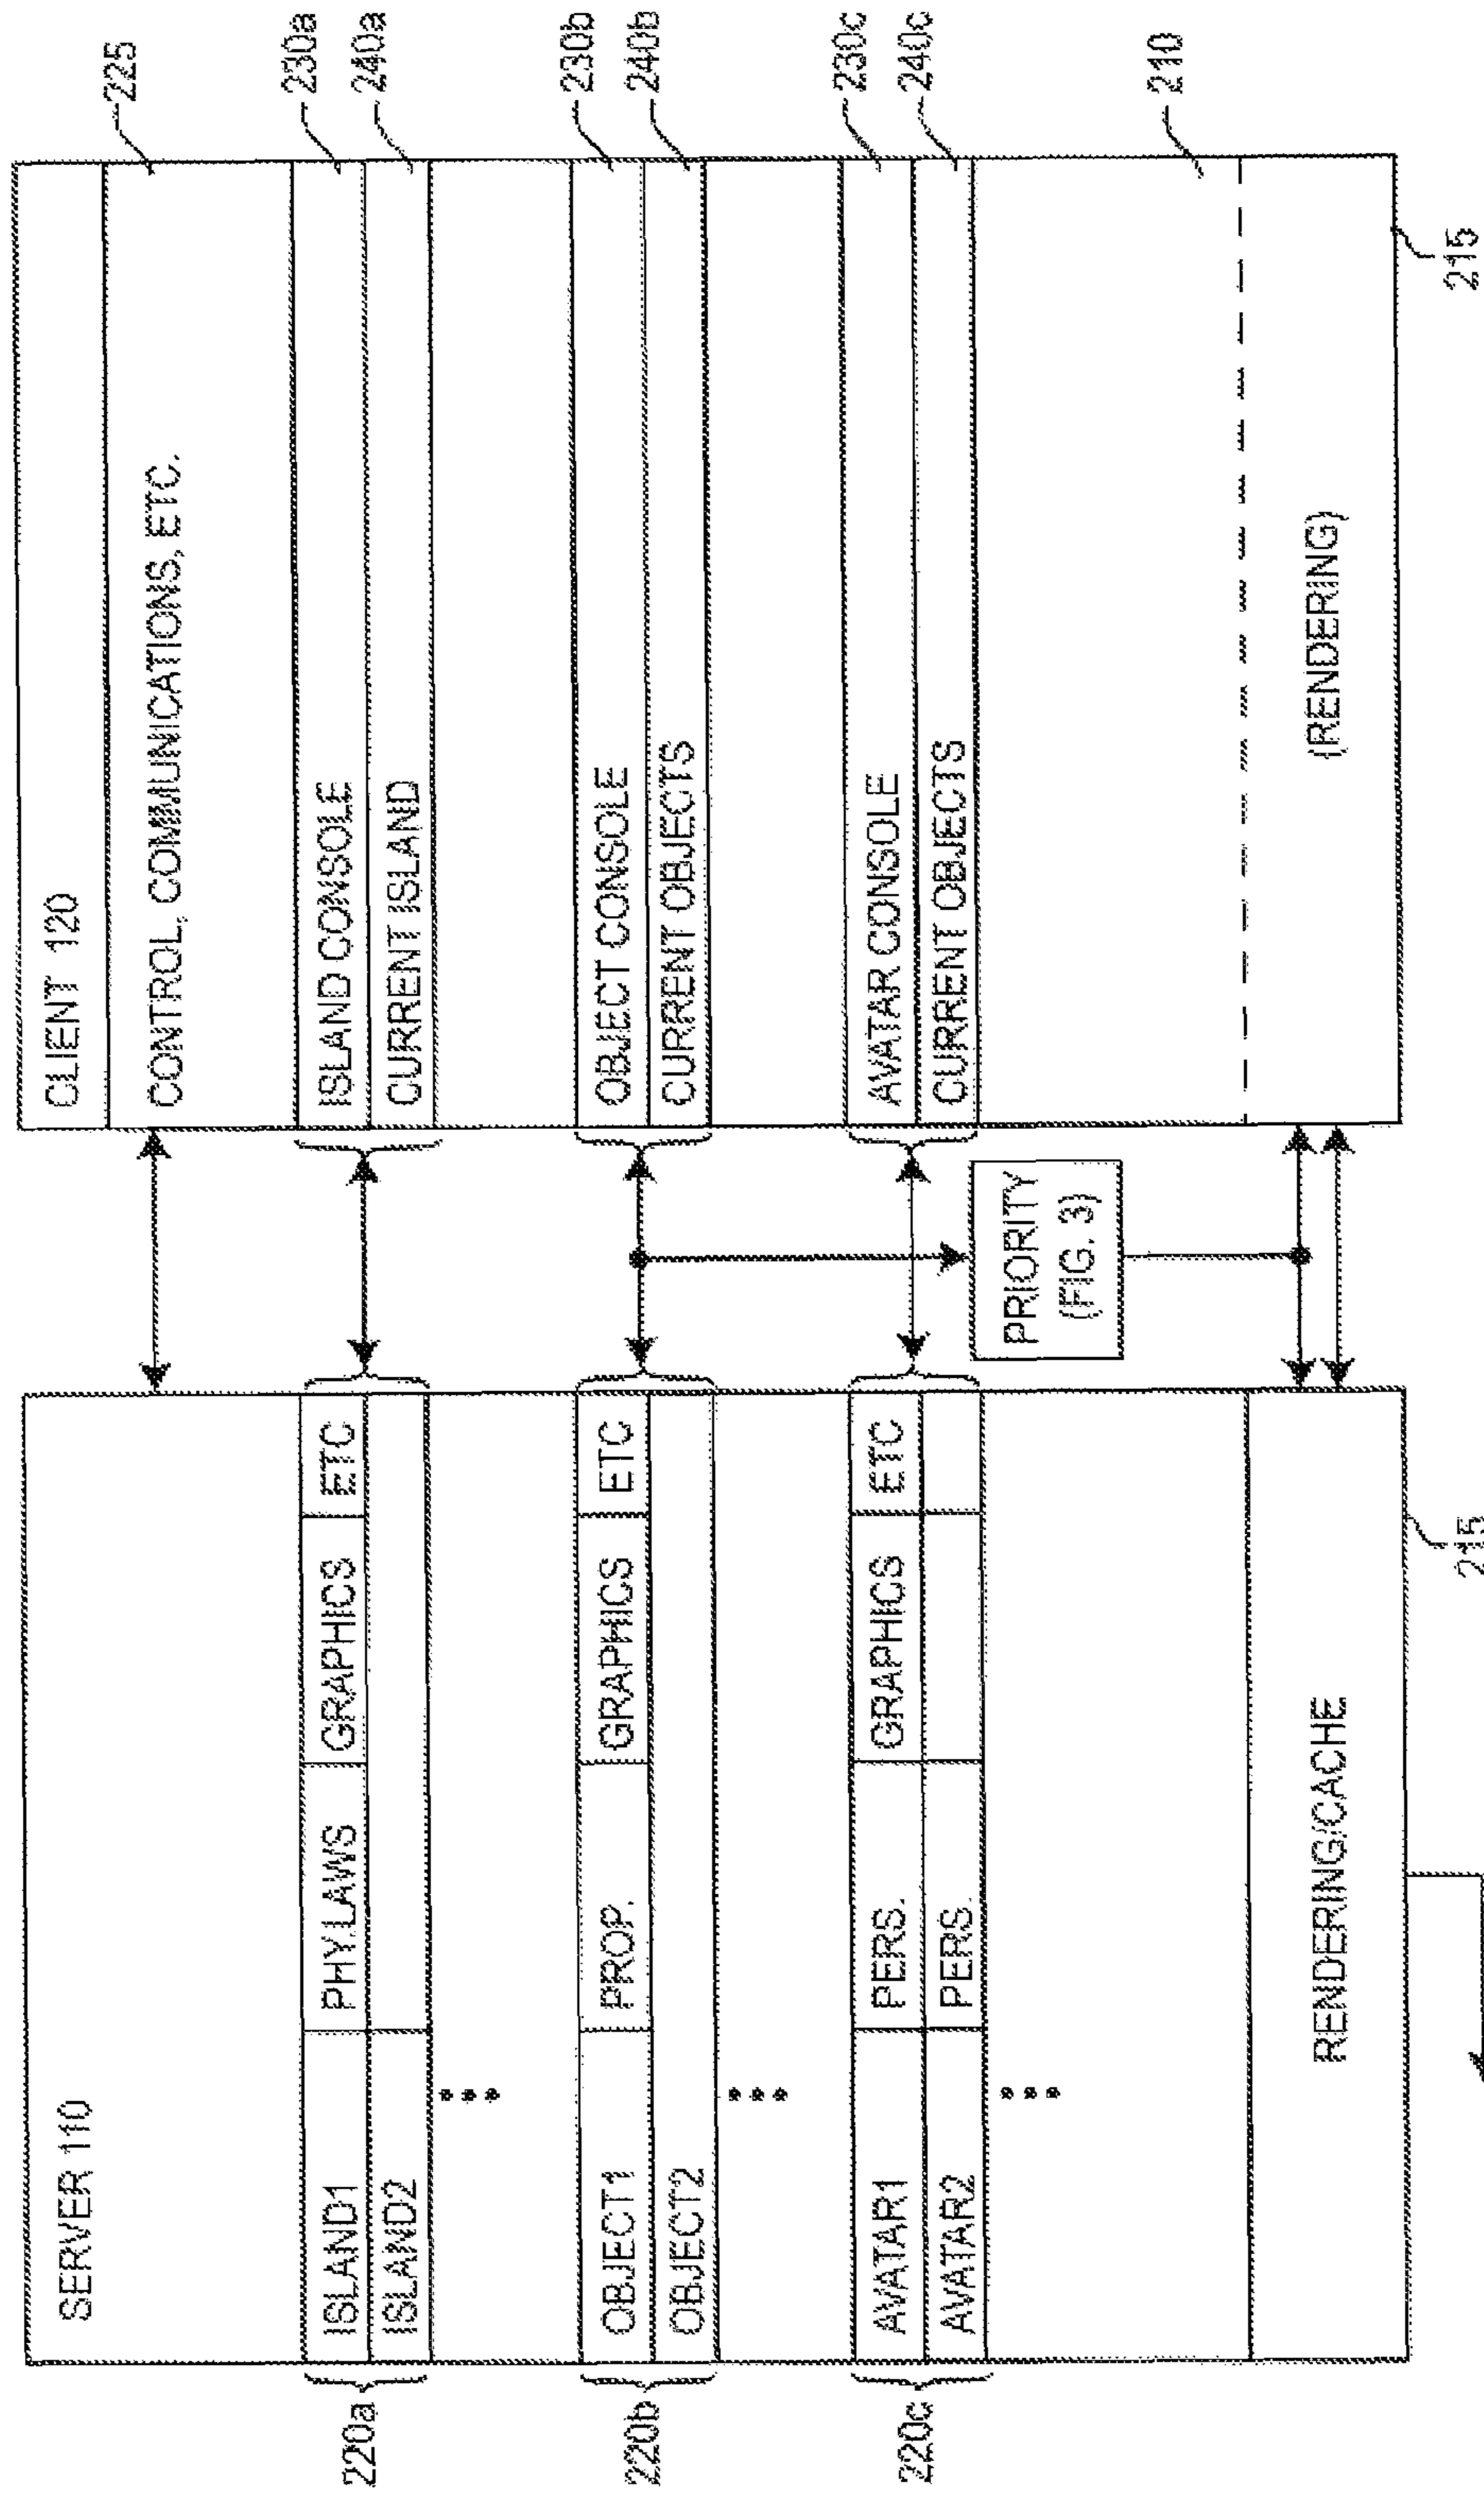 SERVER 110
ISLAND1 PHY.LAWS GRAPHICS ETC
ISLAND2
220a
OBJECT1 PROP. GRAPHICS ETC
OBJECT2
220b
AVATAR1 PERS. GRAPHICS ETC
AVATAR2 PERS.
220c
RENDERING/CACHE
215
PRIORITY
(FIG. 3)
CLIENT 120
CONTROL, COMMUNICATIONS, ETC.
225
ISLAND CONSOLE
230a
CURRENT ISLAND
240a
OBJECT CONSOLE
230b
CURRENT OBJECTS
240b
AVATAR CONSOLE
230c
CURRENT OBJECTS
240c
210
(RENDERING)
215